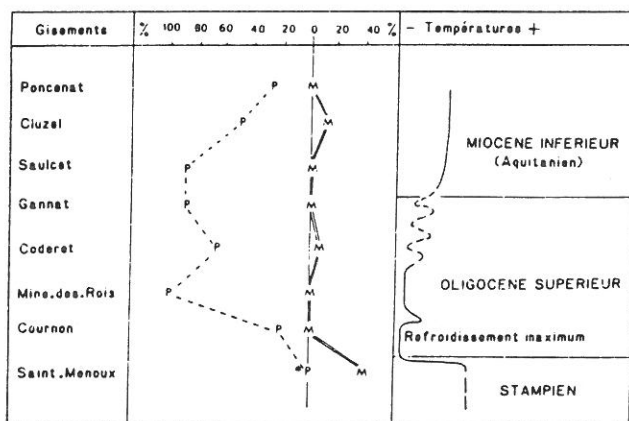 Gisements % 100 80 60 40 20 0 20 40 % - Températures +
Poncenat P M
Cluzel P M
MIOCENE INFERIEUR
(Aquitanien)
Saulcet P M
Gannat P M
Coderet P M
OLIGOCENE SUPERIEUR
Mine.des.Rois P M
Cournon P M
Refroidissement maximum
Saint.Menoux P M
STAMPIEN